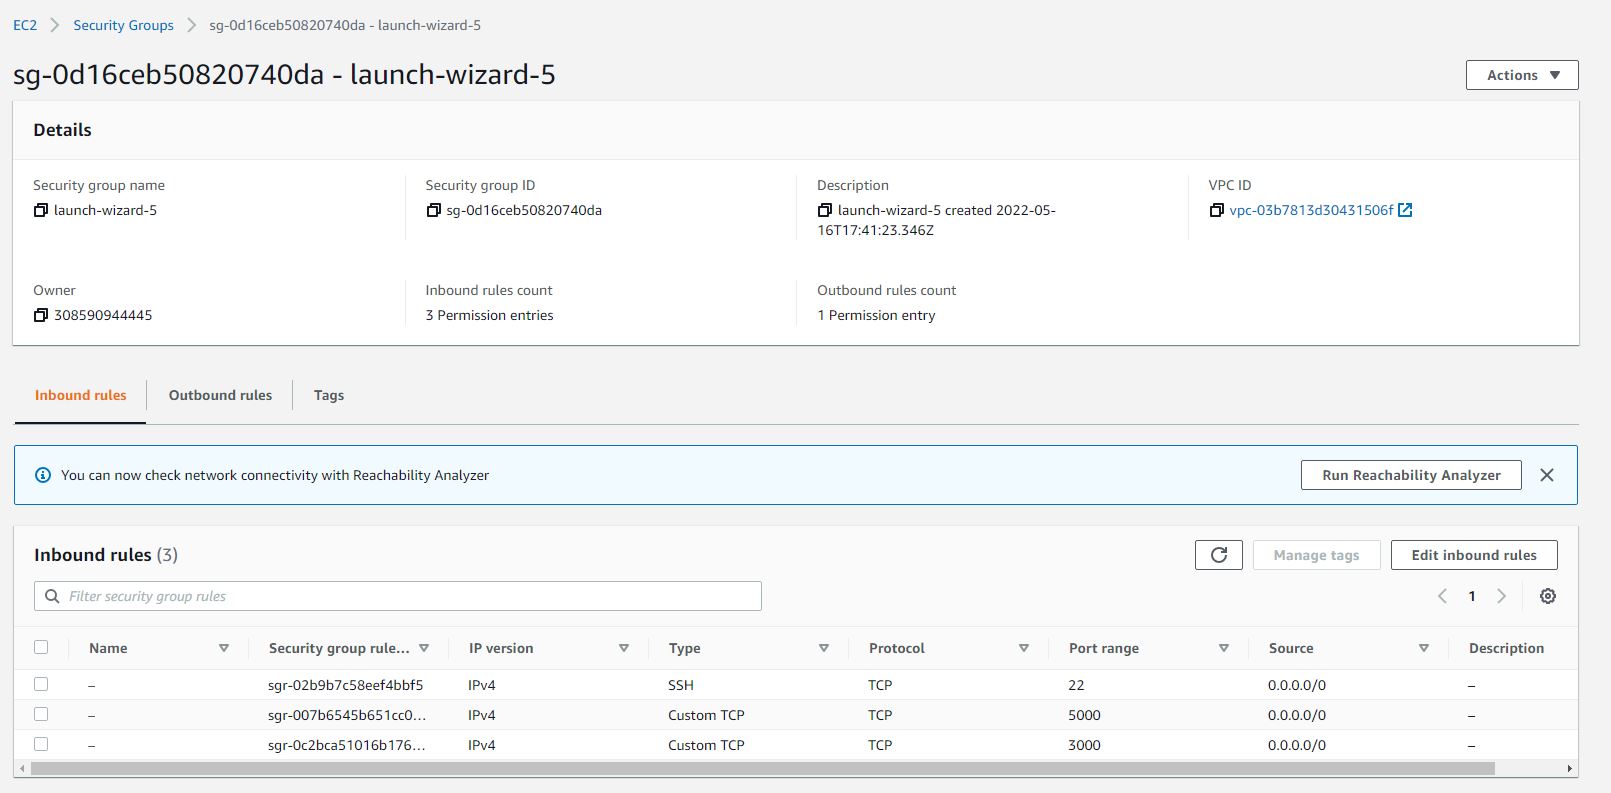 EC2 > Security Groups > sg-0d16ceb50820740da - launch-wizard-5
sg-0d16ceb50820740da - launch-wizard-5
Actions ▼
Details
Security group name Security group ID Description VPC ID
launch-wizard-5 sg-0d16ceb50820740da launch-wizard-5 created 2022-05- vpc-03b7813d30431506f
16T17:41:23.346Z
Owner Inbound rules count Outbound rules count
308590944445 3 Permission entries 1 Permission entry
Inbound rules Outbound rules Tags
You can now check network connectivity with Reachability Analyzer Run Reachability Analyzer
Inbound rules (3) Manage tags Edit inbound rules
Filter security group rules 1
Name Security group rule... IP version Type Protocol Port range Source Description
– sgr-02b9b7c58eef4bbf5 IPv4 SSH TCP 22 0.0.0.0/0 –
– sgr-007b6545b651cc0... IPv4 Custom TCP TCP 5000 0.0.0.0/0 –
– sgr-0c2bca51016b176... IPv4 Custom TCP TCP 3000 0.0.0.0/0 –